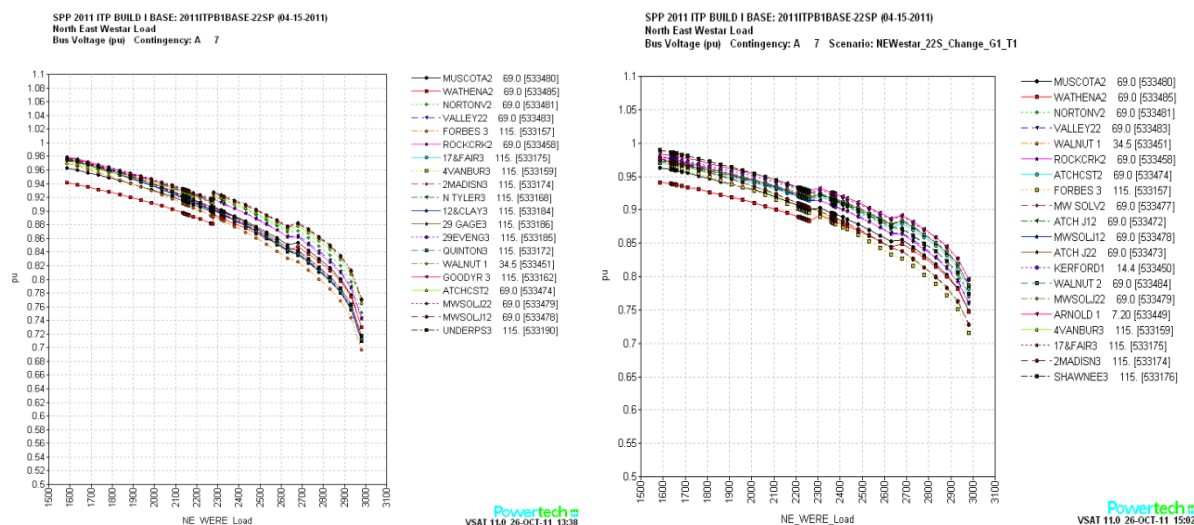 SPP 2011 ITP BUILD I BASE: 2011ITPB1BASE-22SP (04-15-2011)
North East Westar Load
Bus Voltage (pu) Contingency: A 7
1.1
1.08
1.06
1.04
1.02
1
0.98
0.96
0.94
0.92
0.9
0.88
0.86
0.84
0.82
0.8
0.78
0.76
0.74
0.72
0.7
0.68
0.66
0.64
0.62
0.6
0.58
0.56
0.54
0.52
0.5
pu
1500
1600
1700
1800
1900
2000
2100
2200
2300
2400
2500
2600
2700
2800
2900
3000
3100
NE_WERE_Load
MUSCOTA2 69.0 [533480]
WATHENA2 69.0 [533485]
NORTONV2 69.0 [533481]
VALLEY22 69.0 [533483]
FORBES 3 115. [533157]
ROCKCRK2 69.0 [533458]
17&FAIR3 115. [533175]
4VANBUR3 115. [533159]
2MADISN3 115. [533174]
N TYLER3 115. [533168]
12&CLAY3 115. [533184]
29 GAGE3 115. [533186]
29EVENG3 115. [533185]
QUINTON3 115. [533172]
WALNUT 1 34.5 [533451]
GOODYR 3 115. [533162]
ATCHCST2 69.0 [533474]
MWSOLJ22 69.0 [533479]
MWSOLJ12 69.0 [533478]
UNDERPS3 115. [533190]
Powertech
VSAT 11.0 26-OCT-11 13:38
SPP 2011 ITP BUILD I BASE: 2011ITPB1BASE-22SP (04-15-2011)
North East Westar Load
Bus Voltage (pu) Contingency: A 7 Scenario: NEWestar_22S_Change_G1_T1
1.1
1.05
1
0.95
0.9
0.85
0.8
0.75
0.7
0.65
0.6
0.55
0.5
pu
1500
1600
1700
1800
1900
2000
2100
2200
2300
2400
2500
2600
2700
2800
2900
3000
3100
NE_WERE_Load
MUSCOTA2 69.0 [533480]
WATHENA2 69.0 [533485]
NORTONV2 69.0 [533481]
VALLEY22 69.0 [533483]
WALNUT 1 34.5 [533451]
ROCKCRK2 69.0 [533458]
ATCHCST2 69.0 [533474]
FORBES 3 115. [533157]
MW SOLV2 69.0 [533477]
ATCH J12 69.0 [533472]
MWSOLJ12 69.0 [533478]
ATCH J22 69.0 [533473]
KERFORD1 14.4 [533450]
WALNUT 2 69.0 [533484]
MWSOLJ22 69.0 [533479]
ARNOLD 1 7.20 [533449]
4VANBUR3 115. [533159]
17&FAIR3 115. [533175]
2MADISN3 115. [533174]
SHAWNEE3 115. [533176]
Powertech
VSAT 11.0 26-OCT-11 15:02